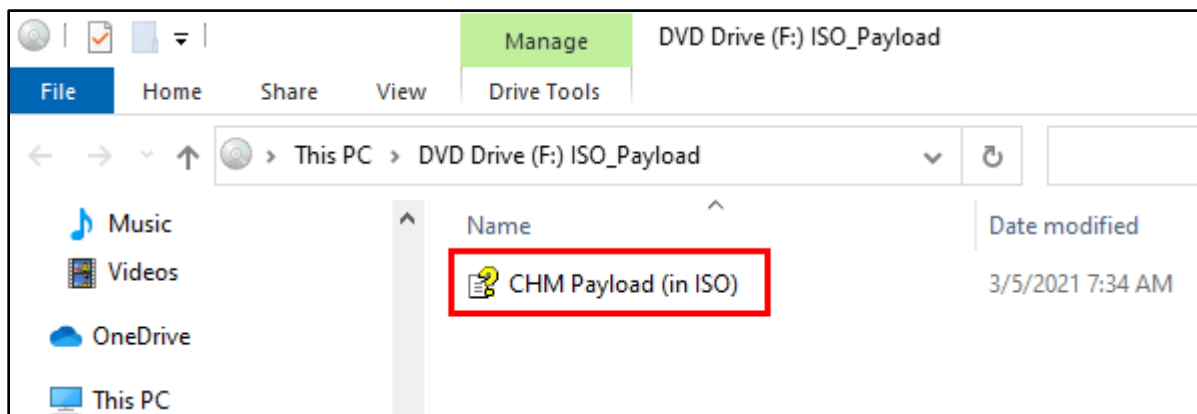 Manage DVD Drive (F:) ISO_Payload
File Home Share View Drive Tools
This PC > DVD Drive (F:) ISO_Payload
Music
Videos
OneDrive
This PC
Name Date modified
CHM Payload (in ISO) 3/5/2021 7:34 AM